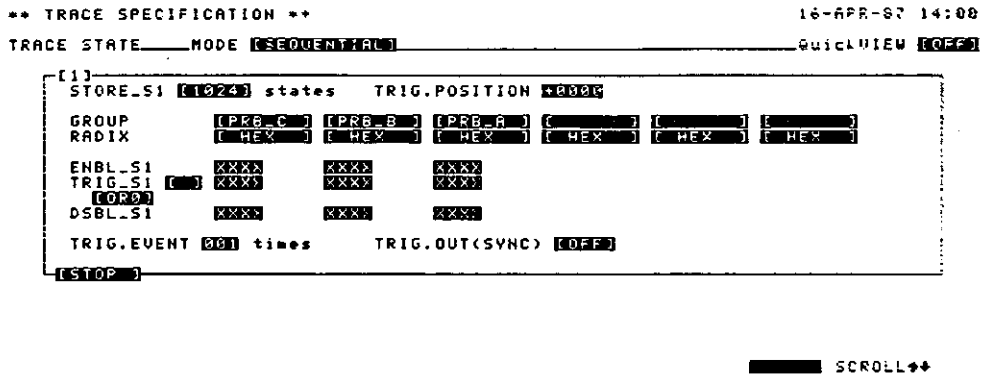 ** TRACE SPECIFICATION ** 16-APR-87 14:08
TRACE STATE MODE [SEQUENTIAL] QuickVIEW [OFF]
[1]
STORE_S1 [1024] states TRIG.POSITION +0000
GROUP [PRB_C ] [PRB_B ] [PRB_A ] [ ] [ ] [ ]
RADIX [ HEX ] [ HEX ] [ HEX ] [ HEX ] [ HEX ] [ HEX ]
ENBL_S1 XXXX XXXX XXXX
TRIG_S1 [ ] XXXX XXXX XXXX
[OR0]
DSBL_S1 XXXX XXXX XXXX
TRIG.EVENT 001 times TRIG.OUT(SYNC) [OFF]
[STOP ]
SCROLL↑↓